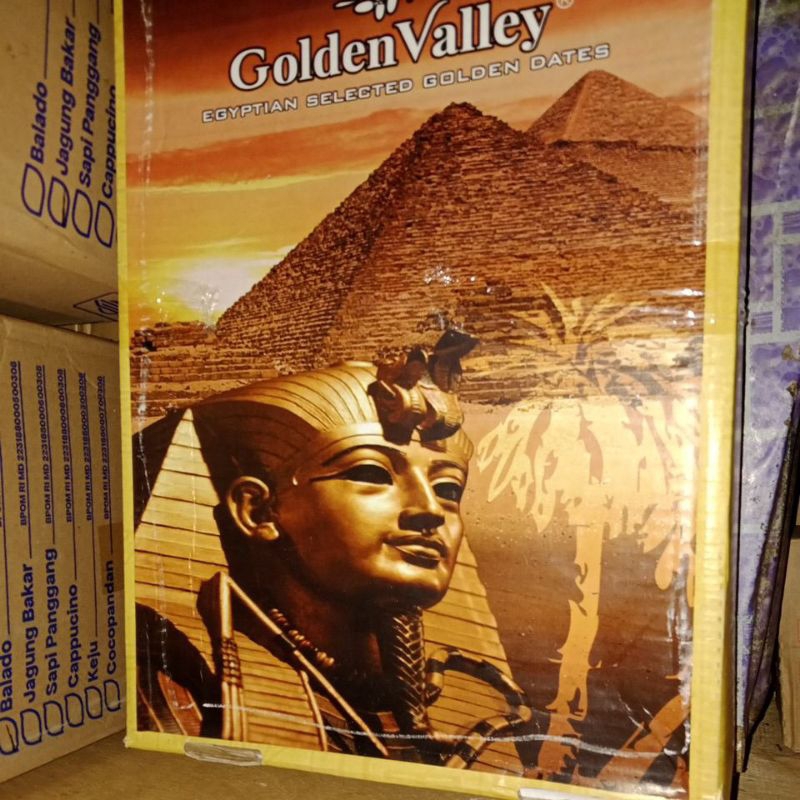 GoldenValley®
EGYPTIAN SELECTED GOLDEN DATES
Balado
Jagung Bakar
Sapi Panggang
Cappucino
Balado
Jagung Bakar
Sapi Panggang
Cappucino
Keju
Cocopandan